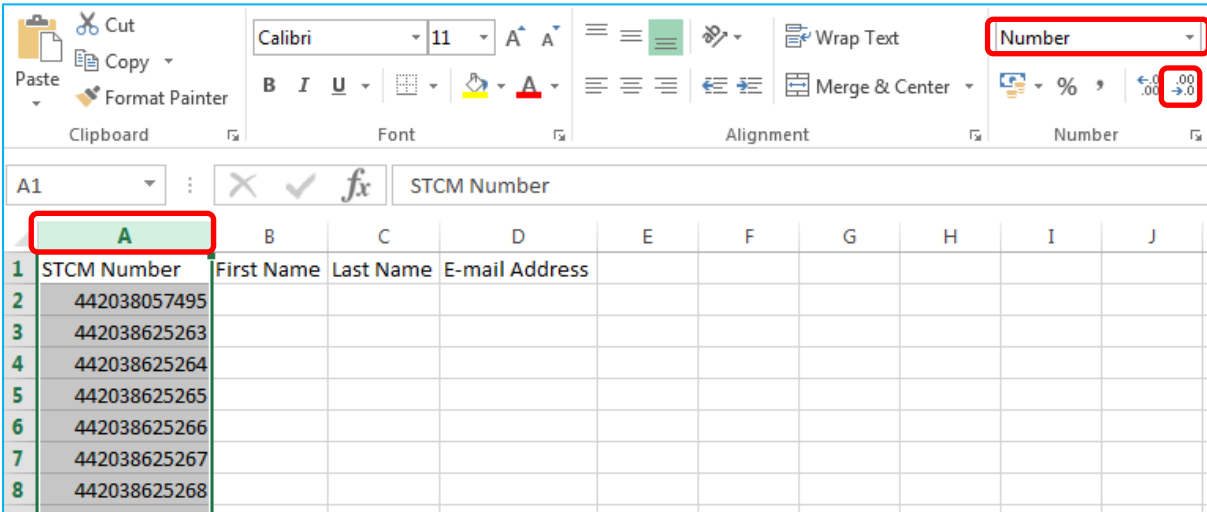 Cut
Calibri 11 A A Wrap Text Number
Copy
Paste
Format Painter B I U A Merge & Center % , .0 .00 .00 .0
Clipboard Font Alignment Number
A1 fx STCM Number
A B C D E F G H I J
1 STCM Number First Name Last Name E-mail Address
2 442038057495
3 442038625263
4 442038625264
5 442038625265
6 442038625266
7 442038625267
8 442038625268